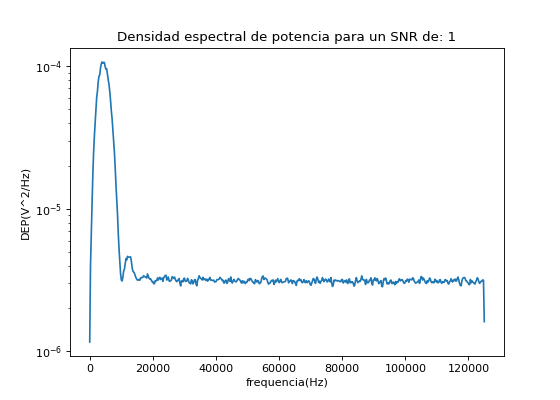 Densidad espectral de potencia para un SNR de: 1
DEP(V^2/Hz)
10⁻⁴
10⁻⁵
10⁻⁶
0 20000 40000 60000 80000 100000 120000
frequencia(Hz)